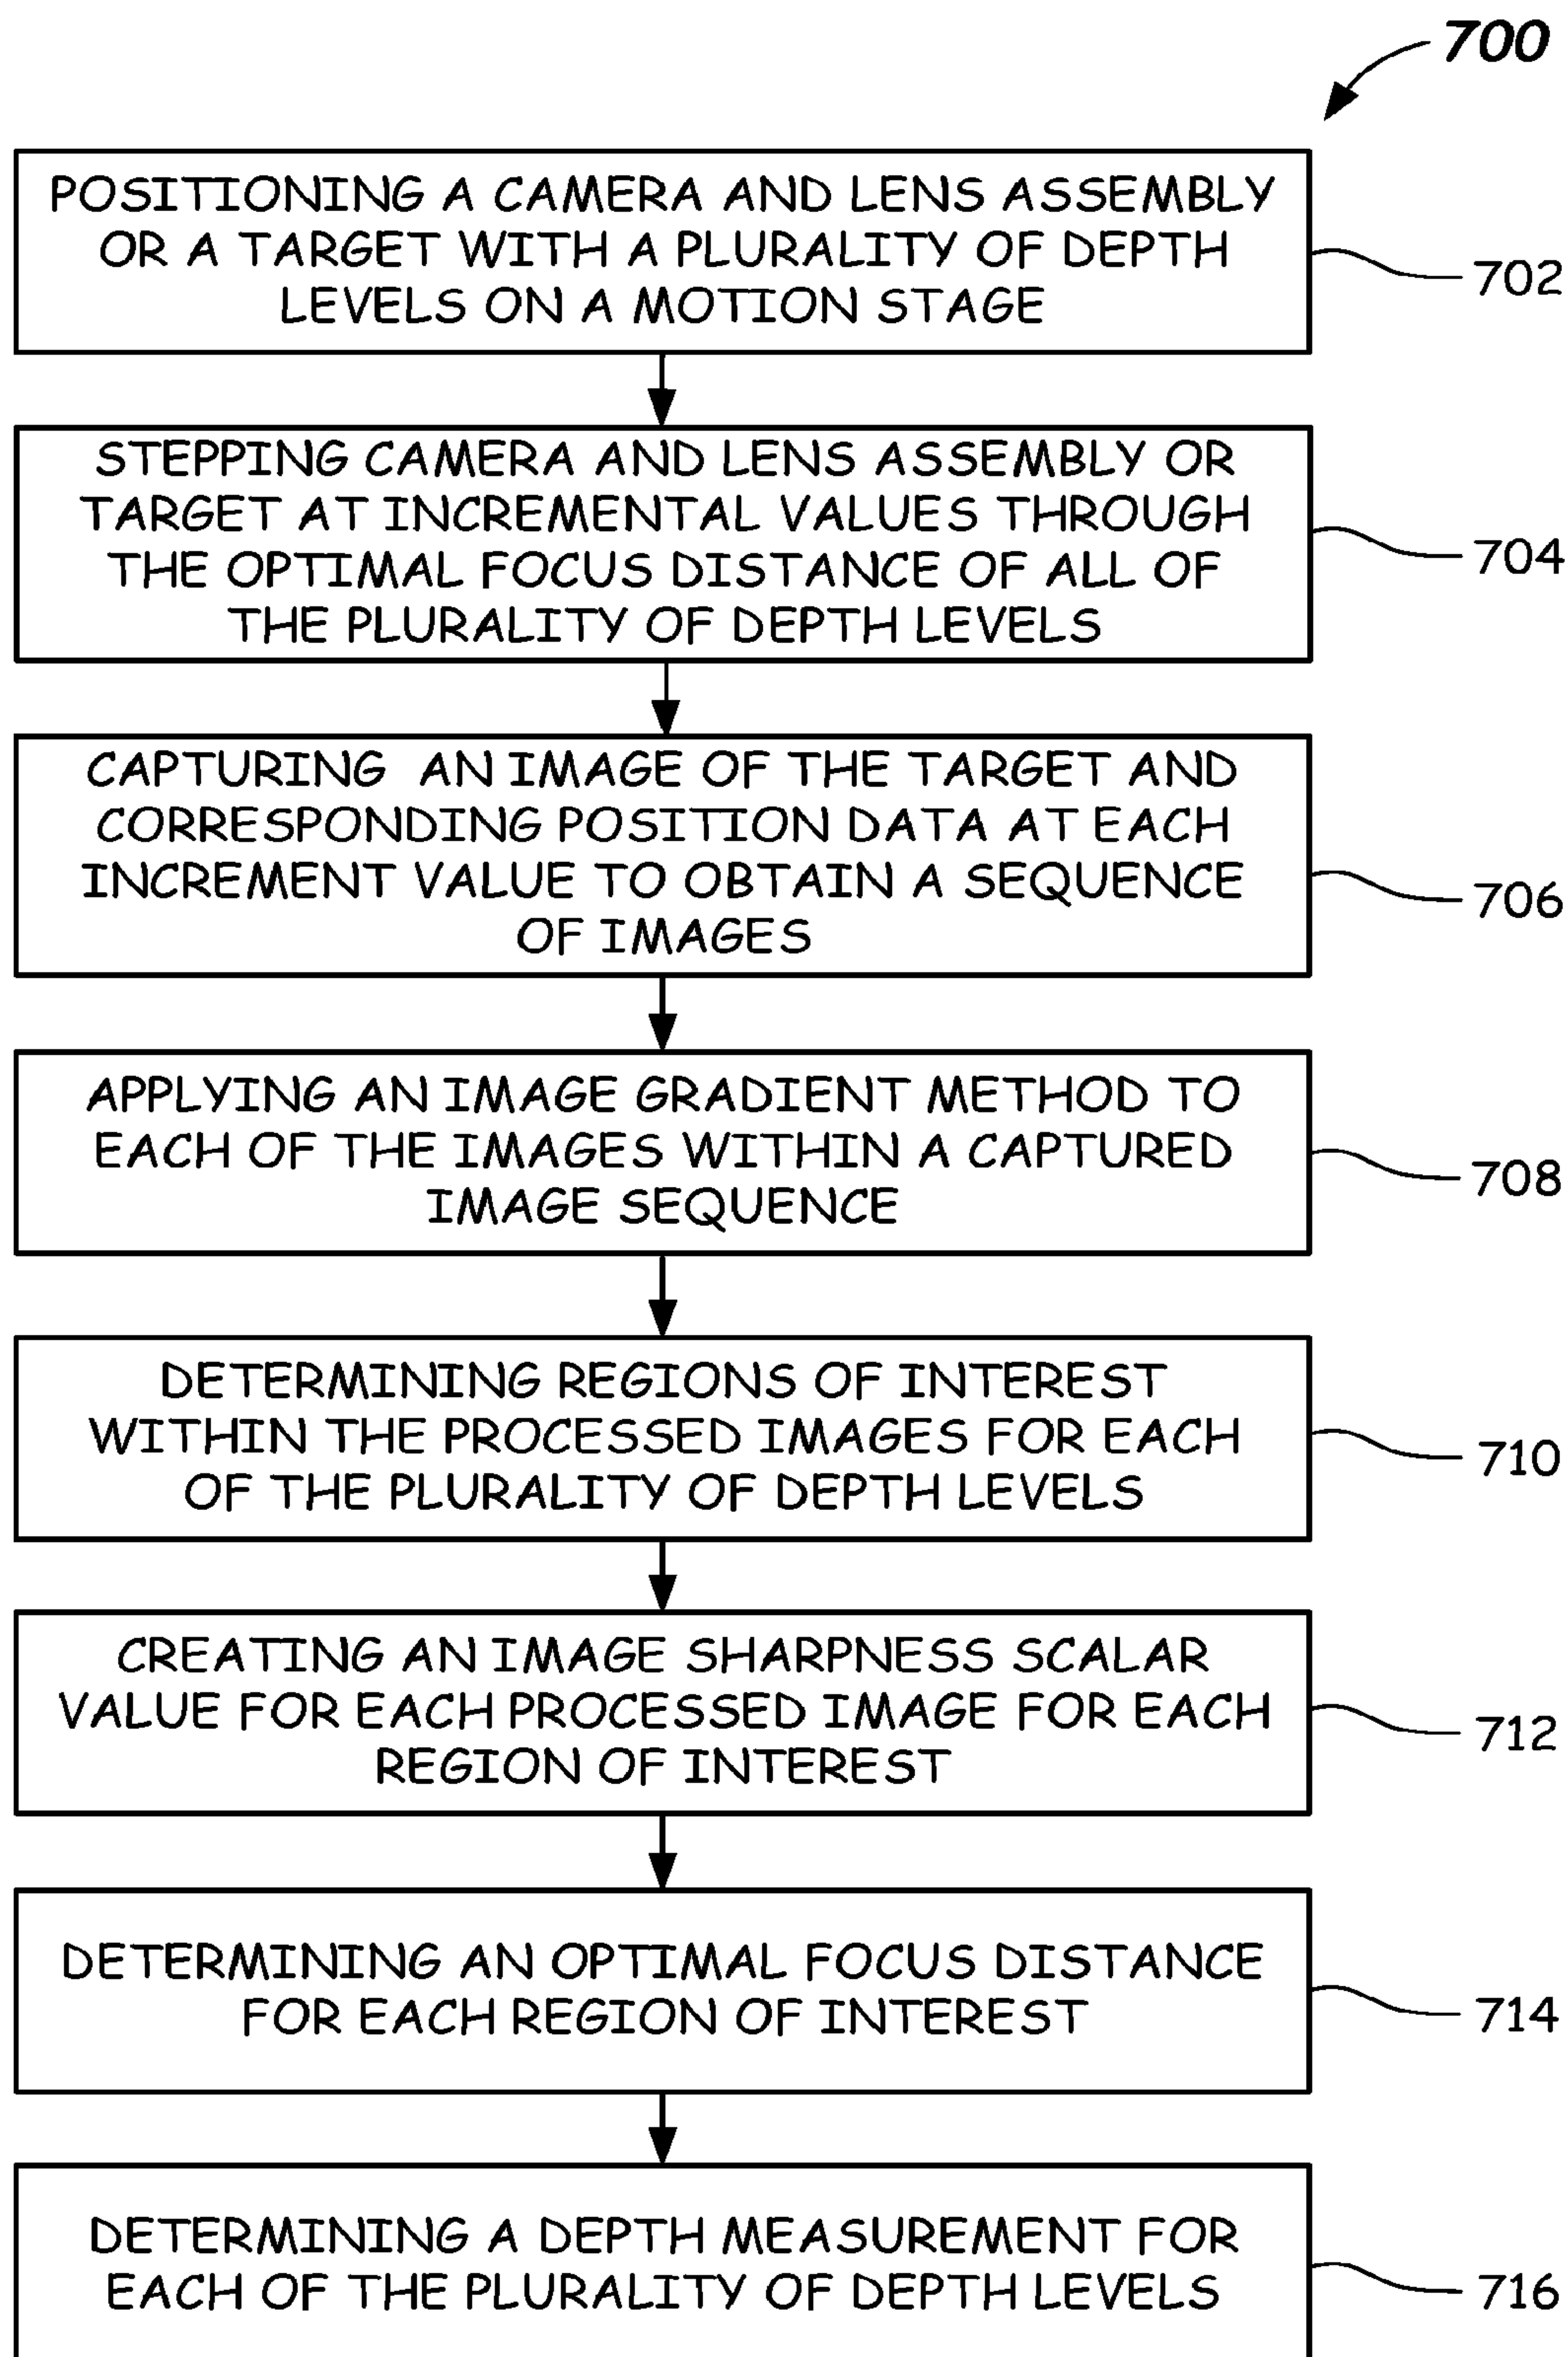 700
POSITIONING A CAMERA AND LENS ASSEMBLY
OR A TARGET WITH A PLURALITY OF DEPTH
LEVELS ON A MOTION STAGE
702
STEPPING CAMERA AND LENS ASSEMBLY OR
TARGET AT INCREMENTAL VALUES THROUGH
THE OPTIMAL FOCUS DISTANCE OF ALL OF
THE PLURALITY OF DEPTH LEVELS
704
CAPTURING AN IMAGE OF THE TARGET AND
CORRESPONDING POSITION DATA AT EACH
INCREMENT VALUE TO OBTAIN A SEQUENCE
OF IMAGES
706
APPLYING AN IMAGE GRADIENT METHOD TO
EACH OF THE IMAGES WITHIN A CAPTURED
IMAGE SEQUENCE
708
DETERMINING REGIONS OF INTEREST
WITHIN THE PROCESSED IMAGES FOR EACH
OF THE PLURALITY OF DEPTH LEVELS
710
CREATING AN IMAGE SHARPNESS SCALAR
VALUE FOR EACH PROCESSED IMAGE FOR EACH
REGION OF INTEREST
712
DETERMINING AN OPTIMAL FOCUS DISTANCE
FOR EACH REGION OF INTEREST
714
DETERMINING A DEPTH MEASUREMENT FOR
EACH OF THE PLURALITY OF DEPTH LEVELS
716